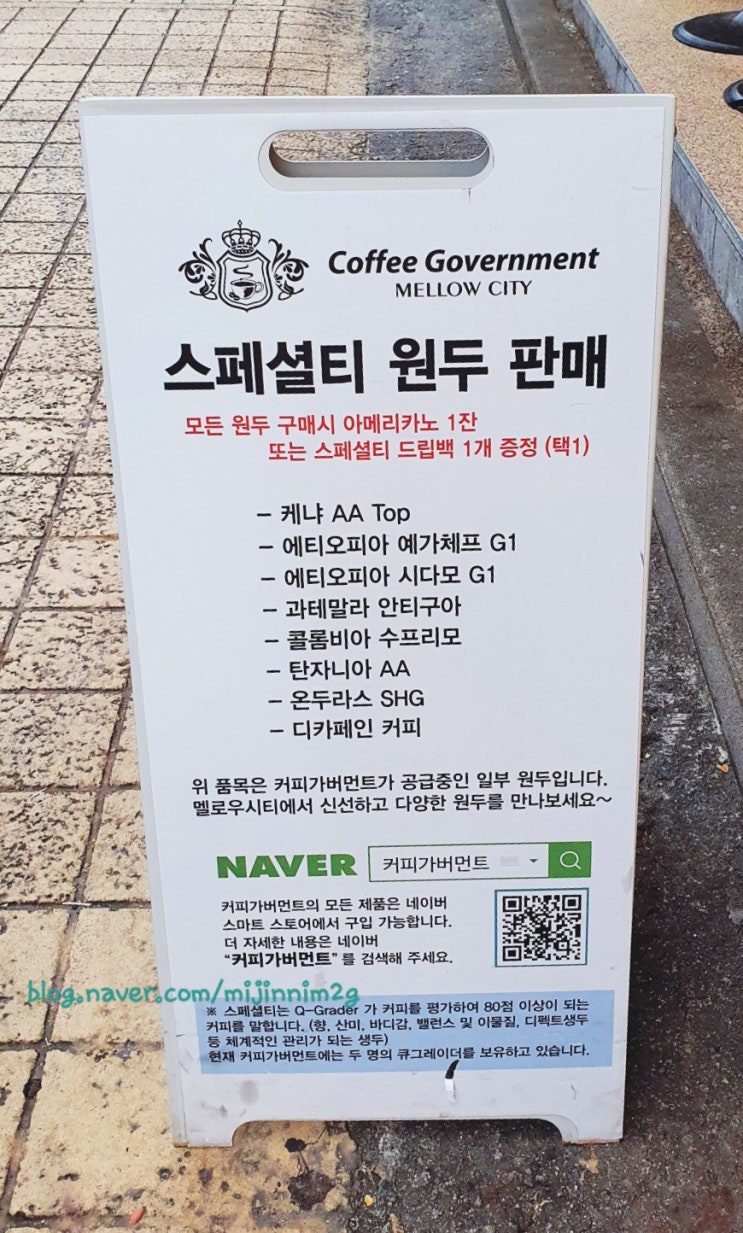 Coffee Government
MELLOW CITY
스페셜티 원두 판매
모든 원두 구매시 아메리카노 1잔
또는 스페셜티 드립백 1개 증정 (택1)
– 케냐 AA Top
– 에티오피아 예가체프 G1
– 에티오피아 시다모 G1
– 과테말라 안티구아
– 콜롬비아 수프리모
– 탄자니아 AA
– 온두라스 SHG
– 디카페인 커피
위 품목은 커피가버먼트가 공급중인 일부 원두입니다.
멜로우시티에서 신선하고 다양한 원두를 만나보세요~
NAVER 커피가버먼트
커피가버먼트의 모든 제품은 네이버
스마트 스토어에서 구입 가능합니다.
더 자세한 내용은 네이버
"커피가버먼트" 를 검색해 주세요.
blog.naver.com/mijinnim2g
※ 스페셜티는 Q-Grader 가 커피를 평가하여 80점 이상이 되는
커피를 말합니다. (향, 산미, 바디감, 밸런스 및 이물질, 디펙트생두
등 체계적인 관리가 되는 생두)
현재 커피가버먼트에는 두 명의 큐그레이더를 보유하고 있습니다.